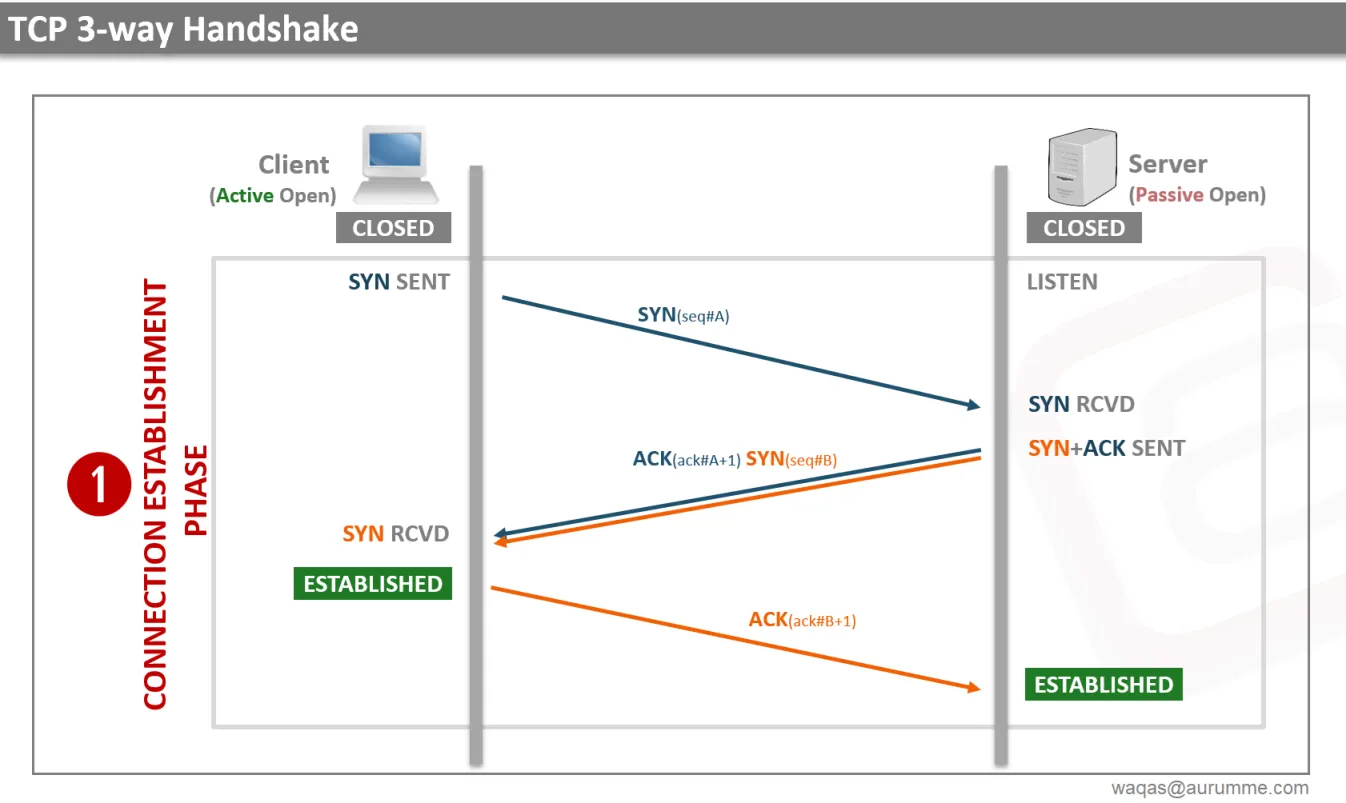 TCP 3-way Handshake
Client
(Active Open)
CLOSED
Server
(Passive Open)
CLOSED
1
CONNECTION ESTABLISHMENT
PHASE
SYN SENT
LISTEN
SYN(seq#A)
SYN RCVD
SYN+ACK SENT
ACK(ack#A+1) SYN(seq#B)
SYN RCVD
ESTABLISHED
ACK(ack#B+1)
ESTABLISHED
waqas@aurumme.com